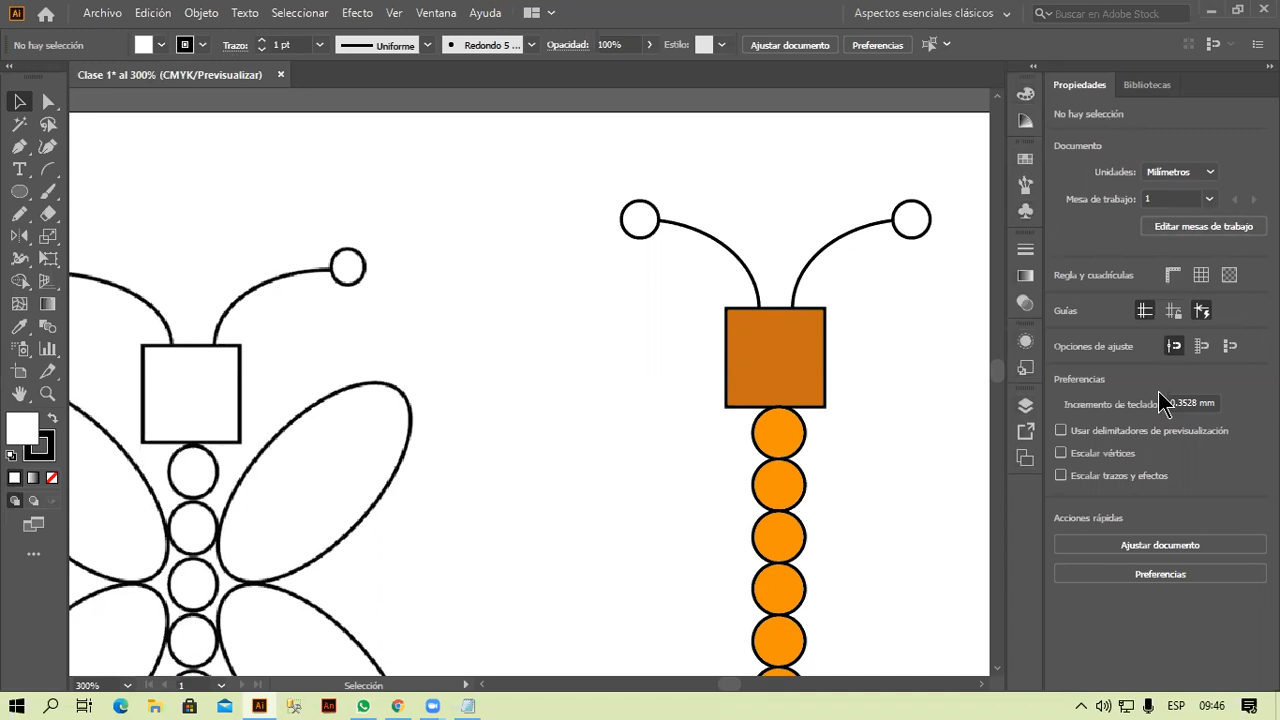 Ai
Archivo Edición Objeto Texto Seleccionar Efecto Ver Ventana Ayuda Aspectos esenciales clásicos Buscar en Adobe Stock
No hay selección Trazo: 1 pt Uniforme Redondo 5 ... Opacidad: 100% Estilo: Ajustar documento Preferencias
Clase 1* al 300% (CMYK/Previsualizar)
Propiedades Bibliotecas
No hay selección
Documento
Unidades: Milímetros
Mesa de trabajo: 1
Editar mesas de trabajo
Regla y cuadrículas
Guías
Opciones de ajuste
Preferencias
Incremento de teclado 0.3528 mm
Usar delimitadores de previsualización
Escalar vértices
Escalar trazos y efectos
Acciones rápidas
Ajustar documento
Preferencias
300% 1 Selección
Ai An ESP 09:46